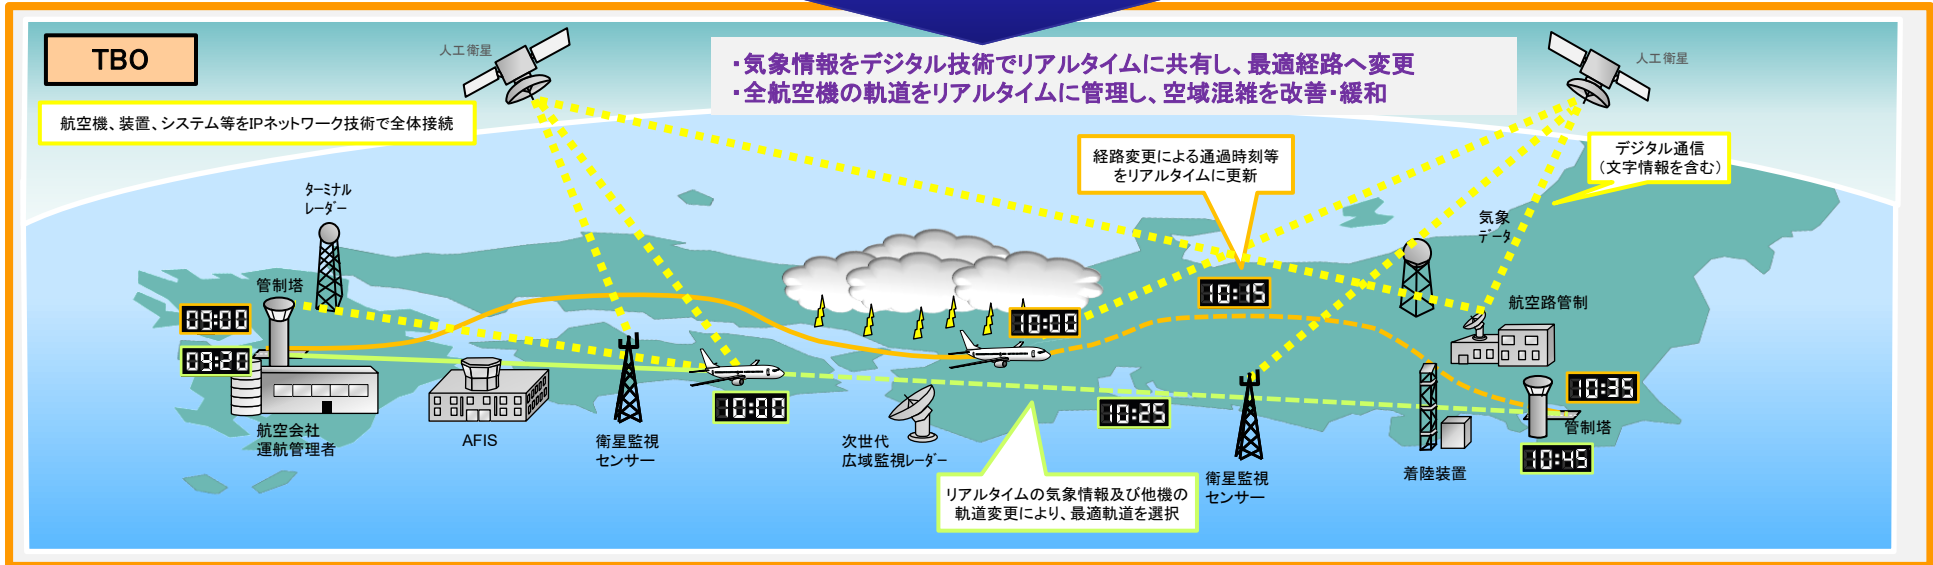 TBO
人工衛星
・気象情報をデジタル技術でリアルタイムに共有し、最適経路へ変更
・全航空機の軌道をリアルタイムに管理し、空域混雑を改善・緩和
人工衛星
航空機、装置、システム等をIPネットワーク技術で全体接続
経路変更による通過時刻等
をリアルタイムに更新
デジタル通信
（文字情報を含む）
ターミナル
レーダー
気象
データ
管制塔
09:00
09:20
10:00
10:15
航空路管制
10:00
10:25
10:35
管制塔
10:45
航空会社
運航管理者
AFIS
衛星監視
センサー
次世代
広域監視レーダー
衛星監視
センサー
着陸装置
リアルタイムの気象情報及び他機の
軌道変更により、最適軌道を選択